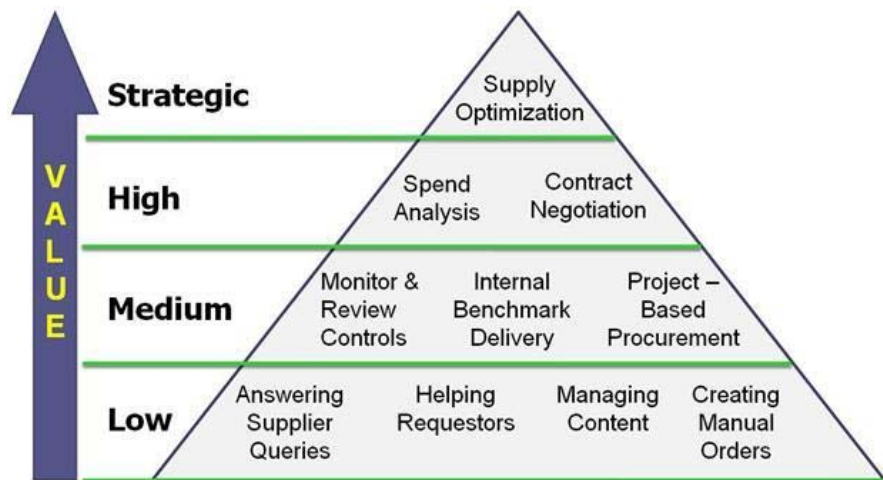 VALUE
Strategic
Supply
Optimization
High
Spend
Analysis
Contract
Negotiation
Medium
Monitor &
Review
Controls
Internal
Benchmark
Delivery
Project –
Based
Procurement
Low
Answering
Supplier
Queries
Helping
Requestors
Managing
Content
Creating
Manual
Orders